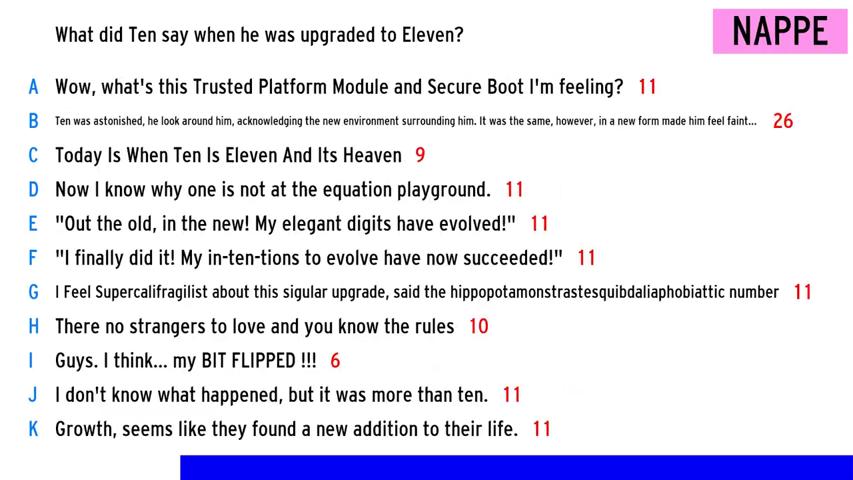 What did Ten say when he was upgraded to Eleven?
NAPPE
A Wow, what's this Trusted Platform Module and Secure Boot I'm feeling? 11
B Ten was astonished, he look around him, acknowledging the new environment surrounding him. It was the same, however, in a new form made him feel faint... 26
C Today Is When Ten Is Eleven And Its Heaven 9
D Now I know why one is not at the equation playground. 11
E "Out the old, in the new! My elegant digits have evolved!" 11
F "I finally did it! My in-ten-tions to evolve have now succeeded!" 11
G I Feel Supercalifragilist about this sigular upgrade, said the hippopotamonstrastesquibdaliaphobiattic number 11
H There no strangers to love and you know the rules 10
I Guys. I think... my BIT FLIPPED !!! 6
J I don't know what happened, but it was more than ten. 11
K Growth, seems like they found a new addition to their life. 11